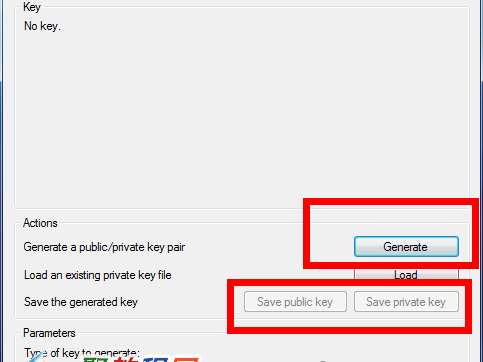 Key
No key.
Actions
Generate a public/private key pair
Generate
Load an existing private key file
Load
Save the generated key
Save public key
Save private key
Parameters
Type of key to generate: